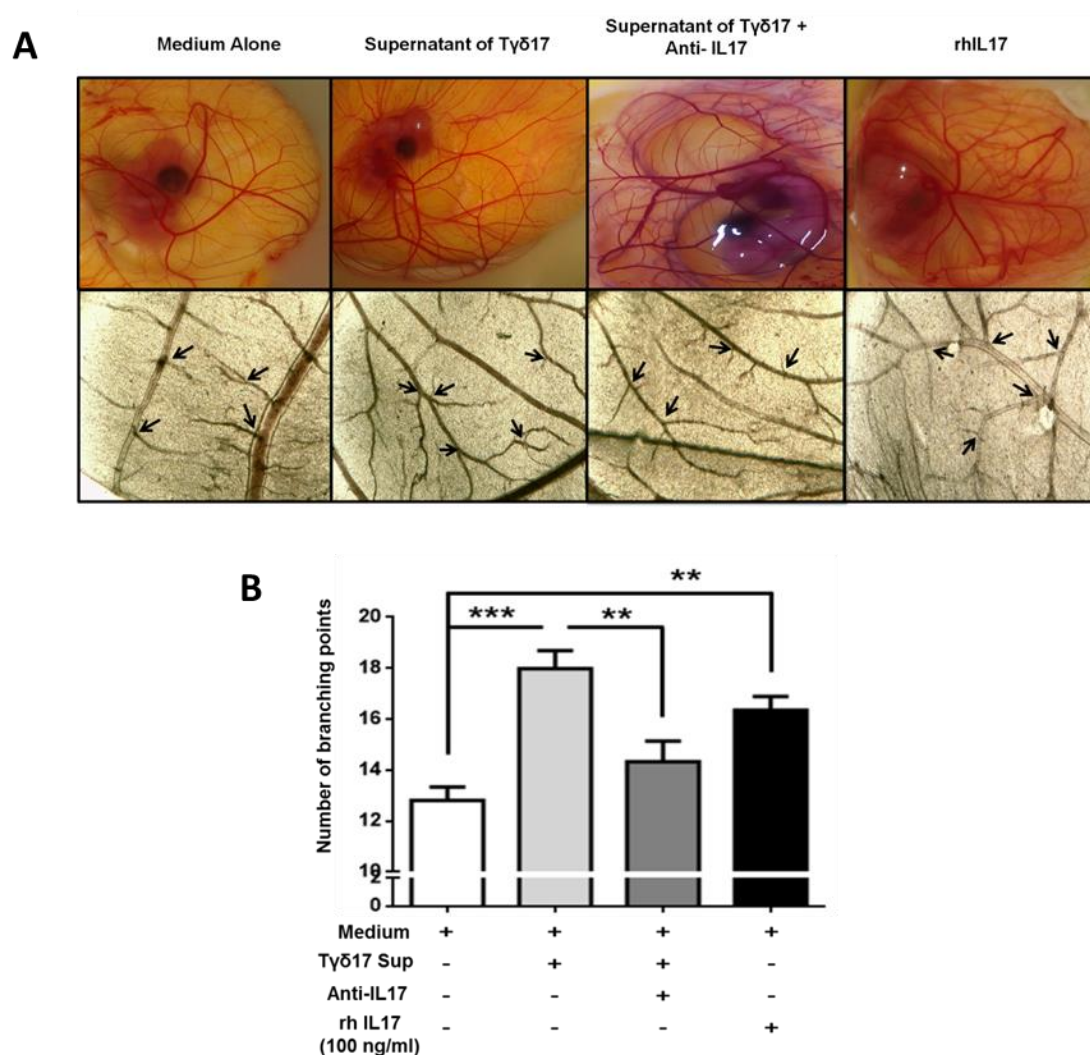 A
Medium Alone
Supernatant of Tγδ17
Supernatant of Tγδ17 +
Anti- IL17
rhIL17
B
Number of branching points
20
18
16
14
12
10
2
0
***
**
**
Medium + + + +
Tγδ17 Sup - + + -
Anti-IL17 - - + -
rh IL17 - - - +
(100 ng/ml)